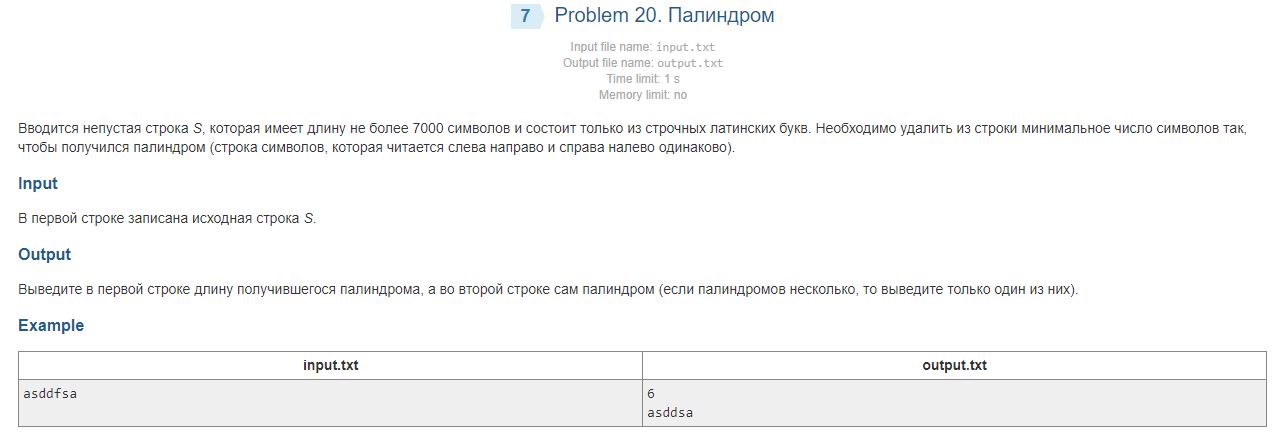 7 Problem 20. Палиндром
Input file name: input.txt
Output file name: output.txt
Time limit: 1 s
Memory limit: no
Вводится непустая строка S, которая имеет длину не более 7000 символов и состоит только из строчных латинских букв. Необходимо удалить из строки минимальное число символов так,
чтобы получился палиндром (строка символов, которая читается слева направо и справа налево одинаково).
Input
В первой строке записана исходная строка S.
Output
Выведите в первой строке длину получившегося палиндрома, а во второй строке сам палиндром (если палиндромов несколько, то выведите только один из них).
Example
input.txt output.txt
asddfsa 6
asddsa